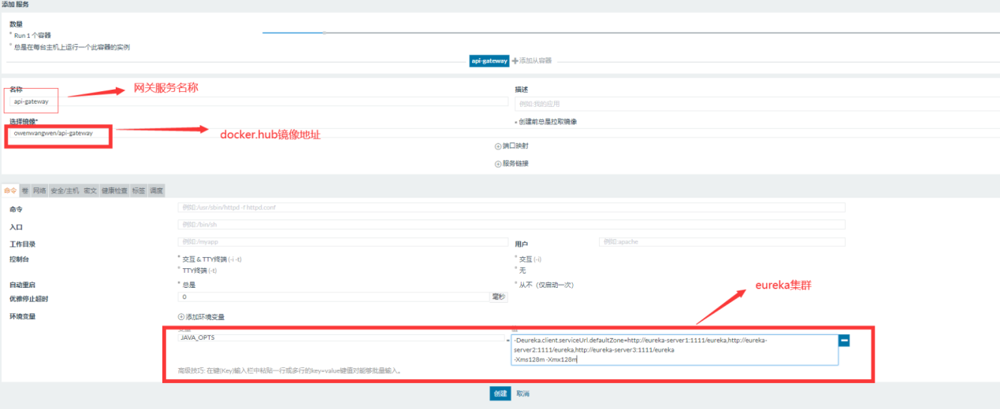 添加 服务
数量
Run 1 个容器
总是在每台主机上运行一个此容器的实例
api-gateway 添加从容器
名称
网关服务名称
描述
api-gateway
例如:我的应用
选择镜像*
创建前总是拉取镜像
owenwangwen/api-gateway
docker.hub镜像地址
端口映射
服务链接
命令 卷 网络 安全/主机 密文 健康检查 标签 调度
命令
例如:/usr/sbin/httpd -f httpd.conf
入口
例如:/bin/sh
工作目录
例如:/myapp
用户
例如:apache
控制台
交互 & TTY终端 (-i -t)
交互 (-i)
TTY终端 (-t)
无
自动重启
总是
从不（仅启动一次）
eureka集群
优雅停止超时
0
毫秒
环境变量
添加环境变量
JAVA_OPTS
=
-Deureka.client.serviceUrl.defaultZone=http://eureka-server1:1111/eureka,http://eureka-
server2:1111/eureka,http://eureka-server3:1111/eureka
-Xms128m -Xmx128m
高级技巧: 在键(Key)输入栏中粘贴一行或多行的key=value键值对能够批量输入。
创建 取消